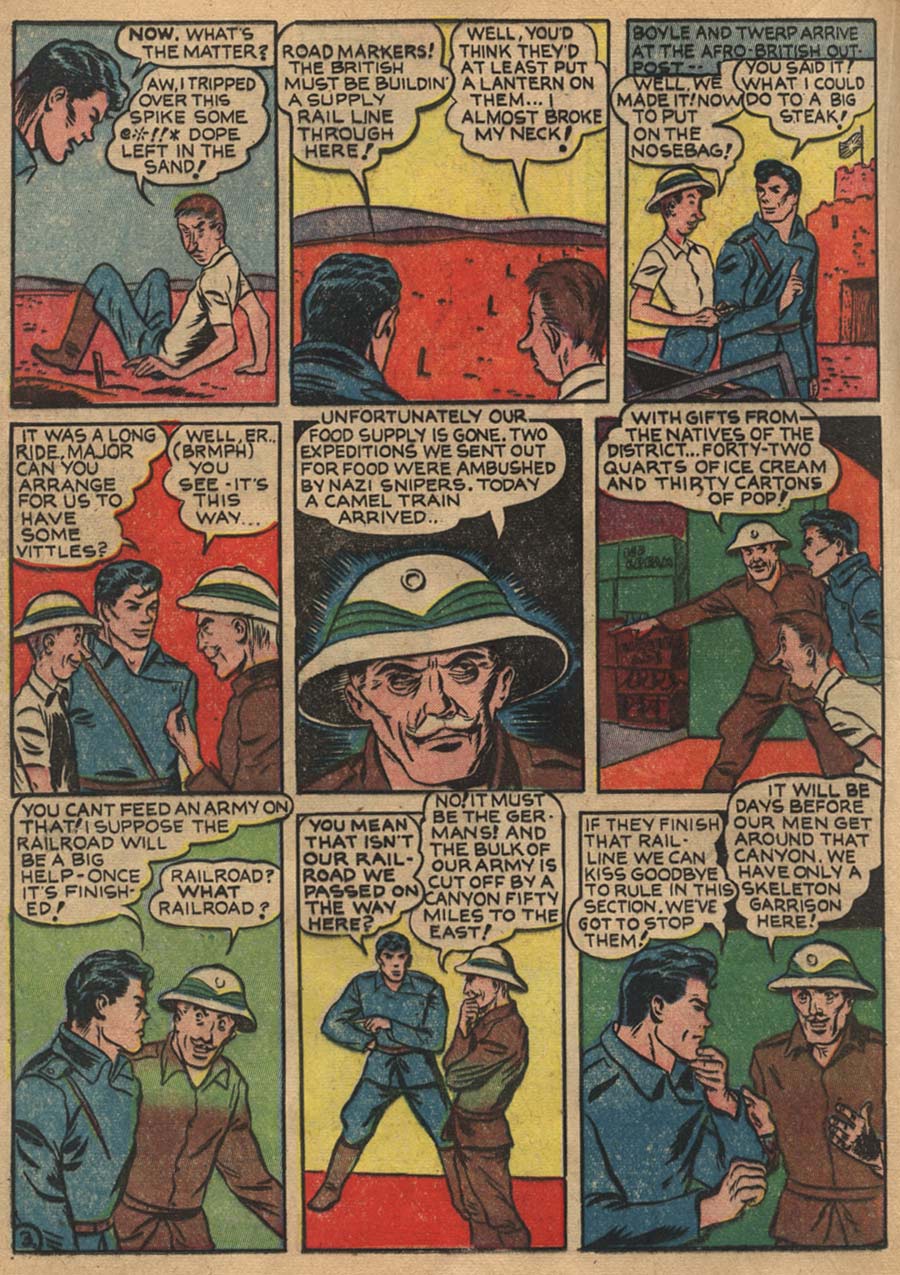 NOW. WHAT'S
THE MATTER?
AW, I TRIPPED
OVER THIS
SPIKE SOME
@*!!* DOPE
LEFT IN THE
SAND!
ROAD MARKERS!
THE BRITISH
MUST BE BUILDIN'
A SUPPLY
RAIL LINE
THROUGH
HERE!
WELL, YOU'D
THINK THEY'D
AT LEAST PUT
A LANTERN ON
THEM... I
ALMOST BROKE
MY NECK!
BOYLE AND TWERP ARRIVE
AT THE AFRO-BRITISH OUT-
POST--
WELL, WE
MADE IT! NOW
TO PUT
ON THE
NOSEBAG!
YOU SAID IT!
WHAT I COULD
DO TO A BIG
STEAK!
IT WAS A LONG
RIDE, MAJOR
CAN YOU
ARRANGE
FOR US TO
HAVE
SOME
VITTLES?
WELL, ER..
(BRMPH)
YOU
SEE - IT'S
THIS
WAY...
UNFORTUNATELY OUR
FOOD SUPPLY IS GONE. TWO
EXPEDITIONS WE SENT OUT
FOR FOOD WERE AMBUSHED
BY NAZI SNIPERS. TODAY
A CAMEL TRAIN
ARRIVED..
WITH GIFTS FROM
THE NATIVES OF THE
DISTRICT... FORTY-TWO
QUARTS OF ICE CREAM
AND THIRTY CARTONS
OF POP!
YOU CANT FEED AN ARMY ON
THAT! I SUPPOSE THE
RAILROAD WILL
BE A BIG
HELP-ONCE
IT'S FINISH-
ED!
RAILROAD?
WHAT
RAILROAD?
YOU MEAN
THAT ISN'T
OUR RAIL-
ROAD WE
PASSED ON
THE WAY
HERE?
NO! IT MUST
BE THE GER-
MANS! AND
THE BULK OF
OUR ARMY IS
CUT OFF BY A
CANYON FIFTY
MILES TO THE
EAST!
IF THEY FINISH
THAT RAIL-
LINE WE CAN
KISS GOODBYE
TO RULE IN THIS
SECTION. WE'VE
GOT TO STOP
THEM!
IT WILL BE
DAYS BEFORE
OUR MEN GET
AROUND THAT
CANYON. WE
HAVE ONLY A
SKELETON
GARRISON
HERE!
2